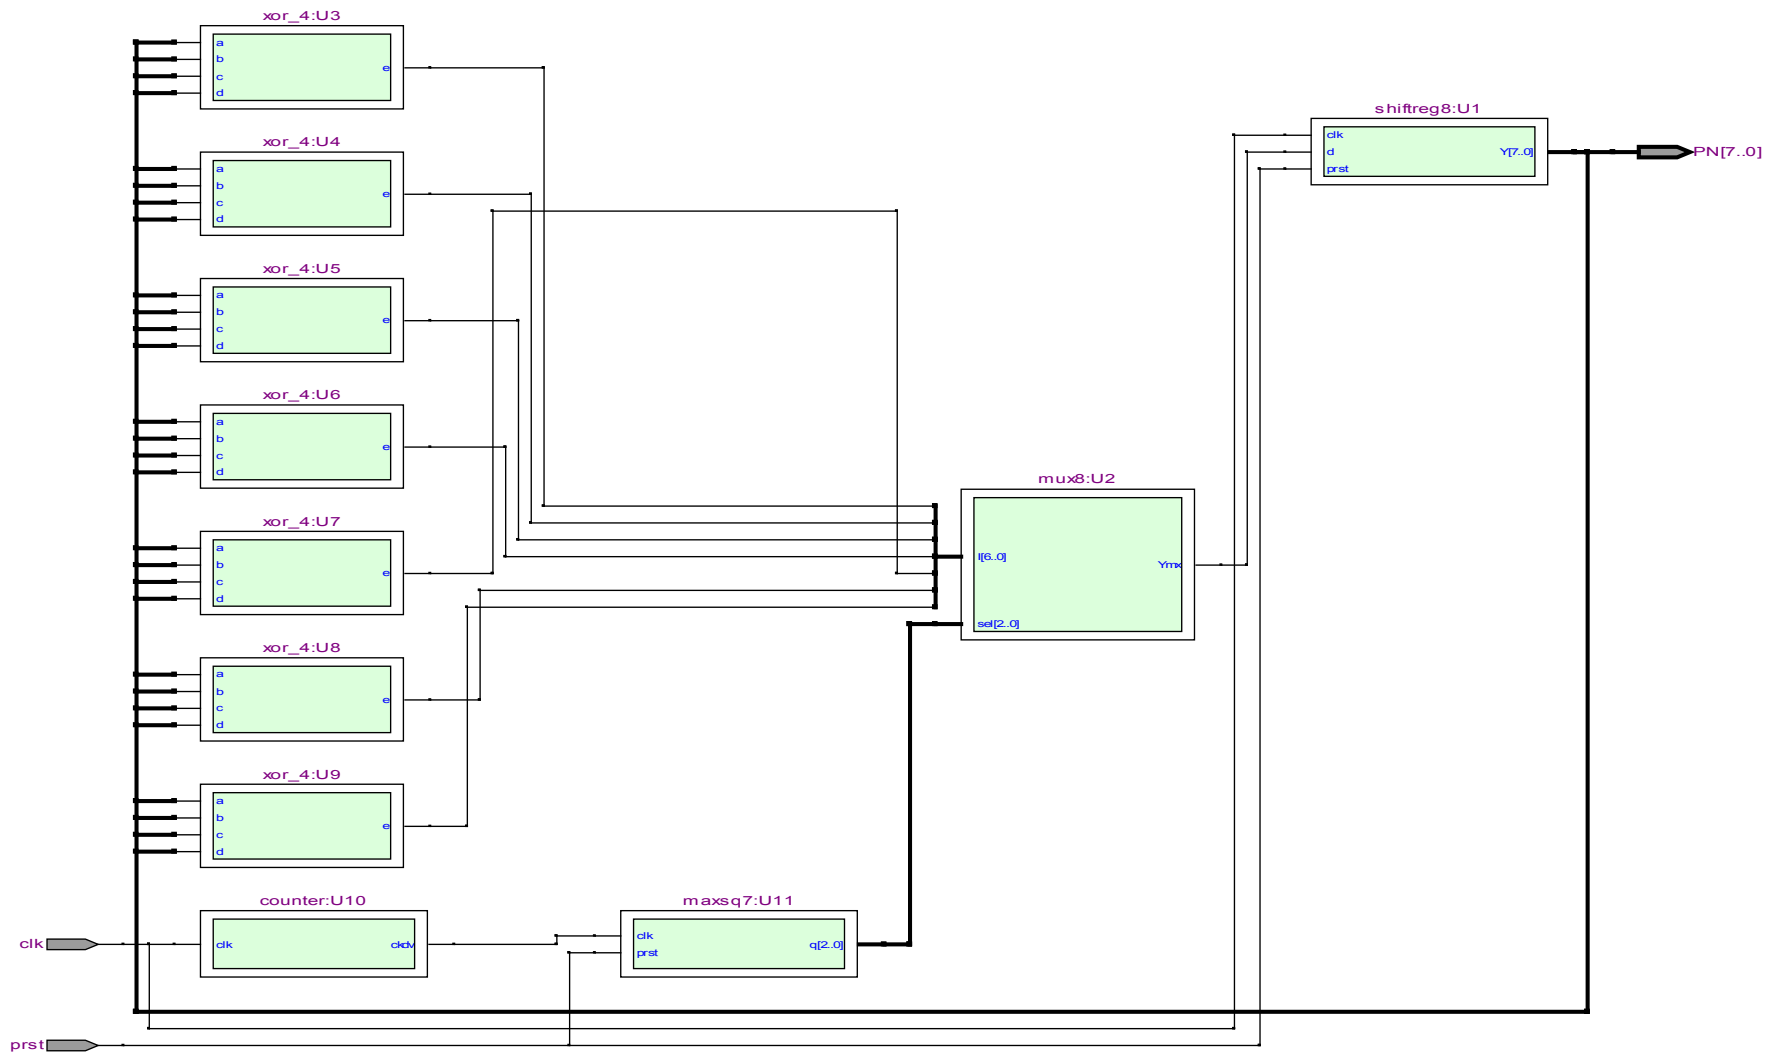 xor_4:U3
a
b
c
d
e
xor_4:U4
a
b
c
d
e
xor_4:U5
a
b
c
d
e
xor_4:U6
a
b
c
d
e
xor_4:U7
a
b
c
d
e
xor_4:U8
a
b
c
d
e
xor_4:U9
a
b
c
d
e
counter:U10
clk
clk
ckdv
maxsq7:U11
clk
prst
q[2..0]
prst
mux8:U2
I[6..0]
sel[2..0]
Ymx
shiftreg8:U1
clk
d
prst
Y[7..0]
PN[7..0]